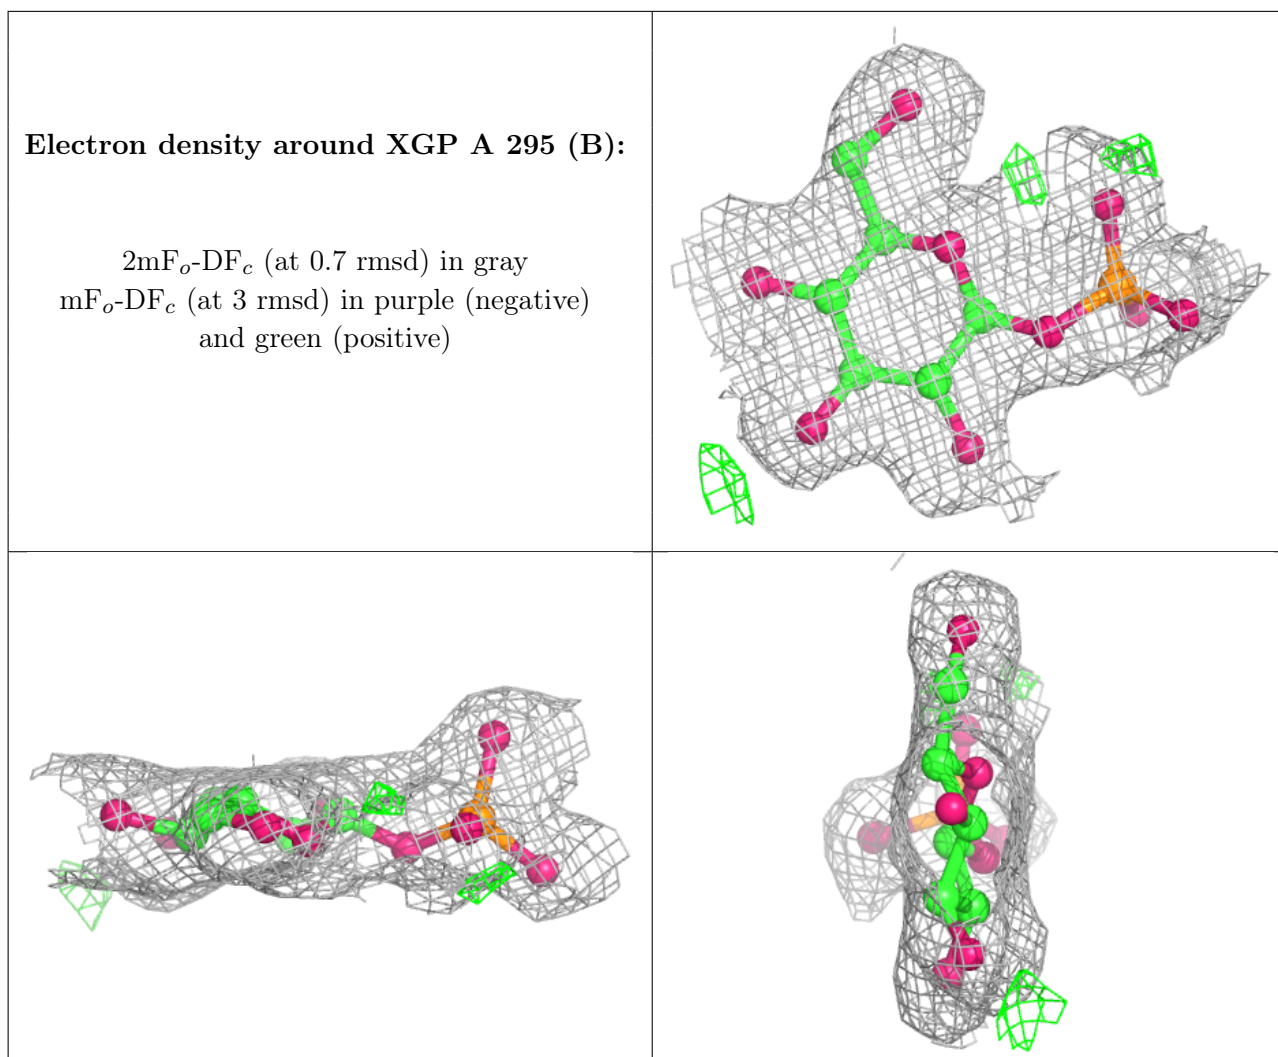 Electron density around XGP A 295 (B):
2mFo-DFc (at 0.7 rmsd) in gray
mFo-DFc (at 3 rmsd) in purple (negative)
and green (positive)